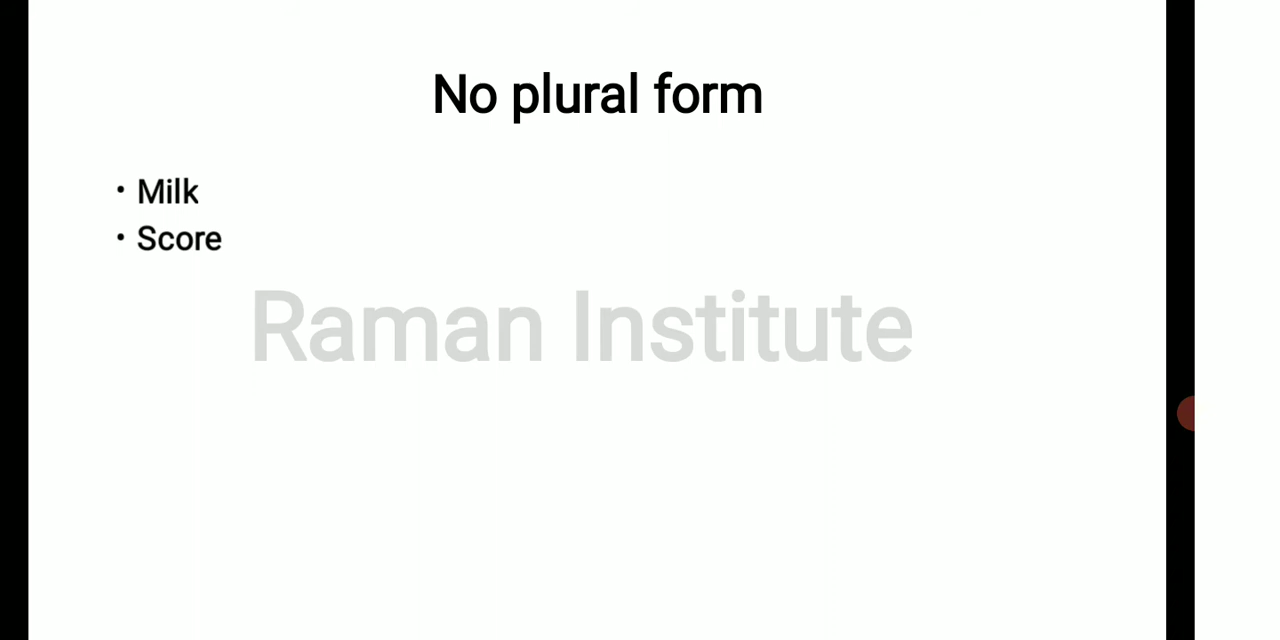 No plural form
• Milk
• Score
Raman Institute